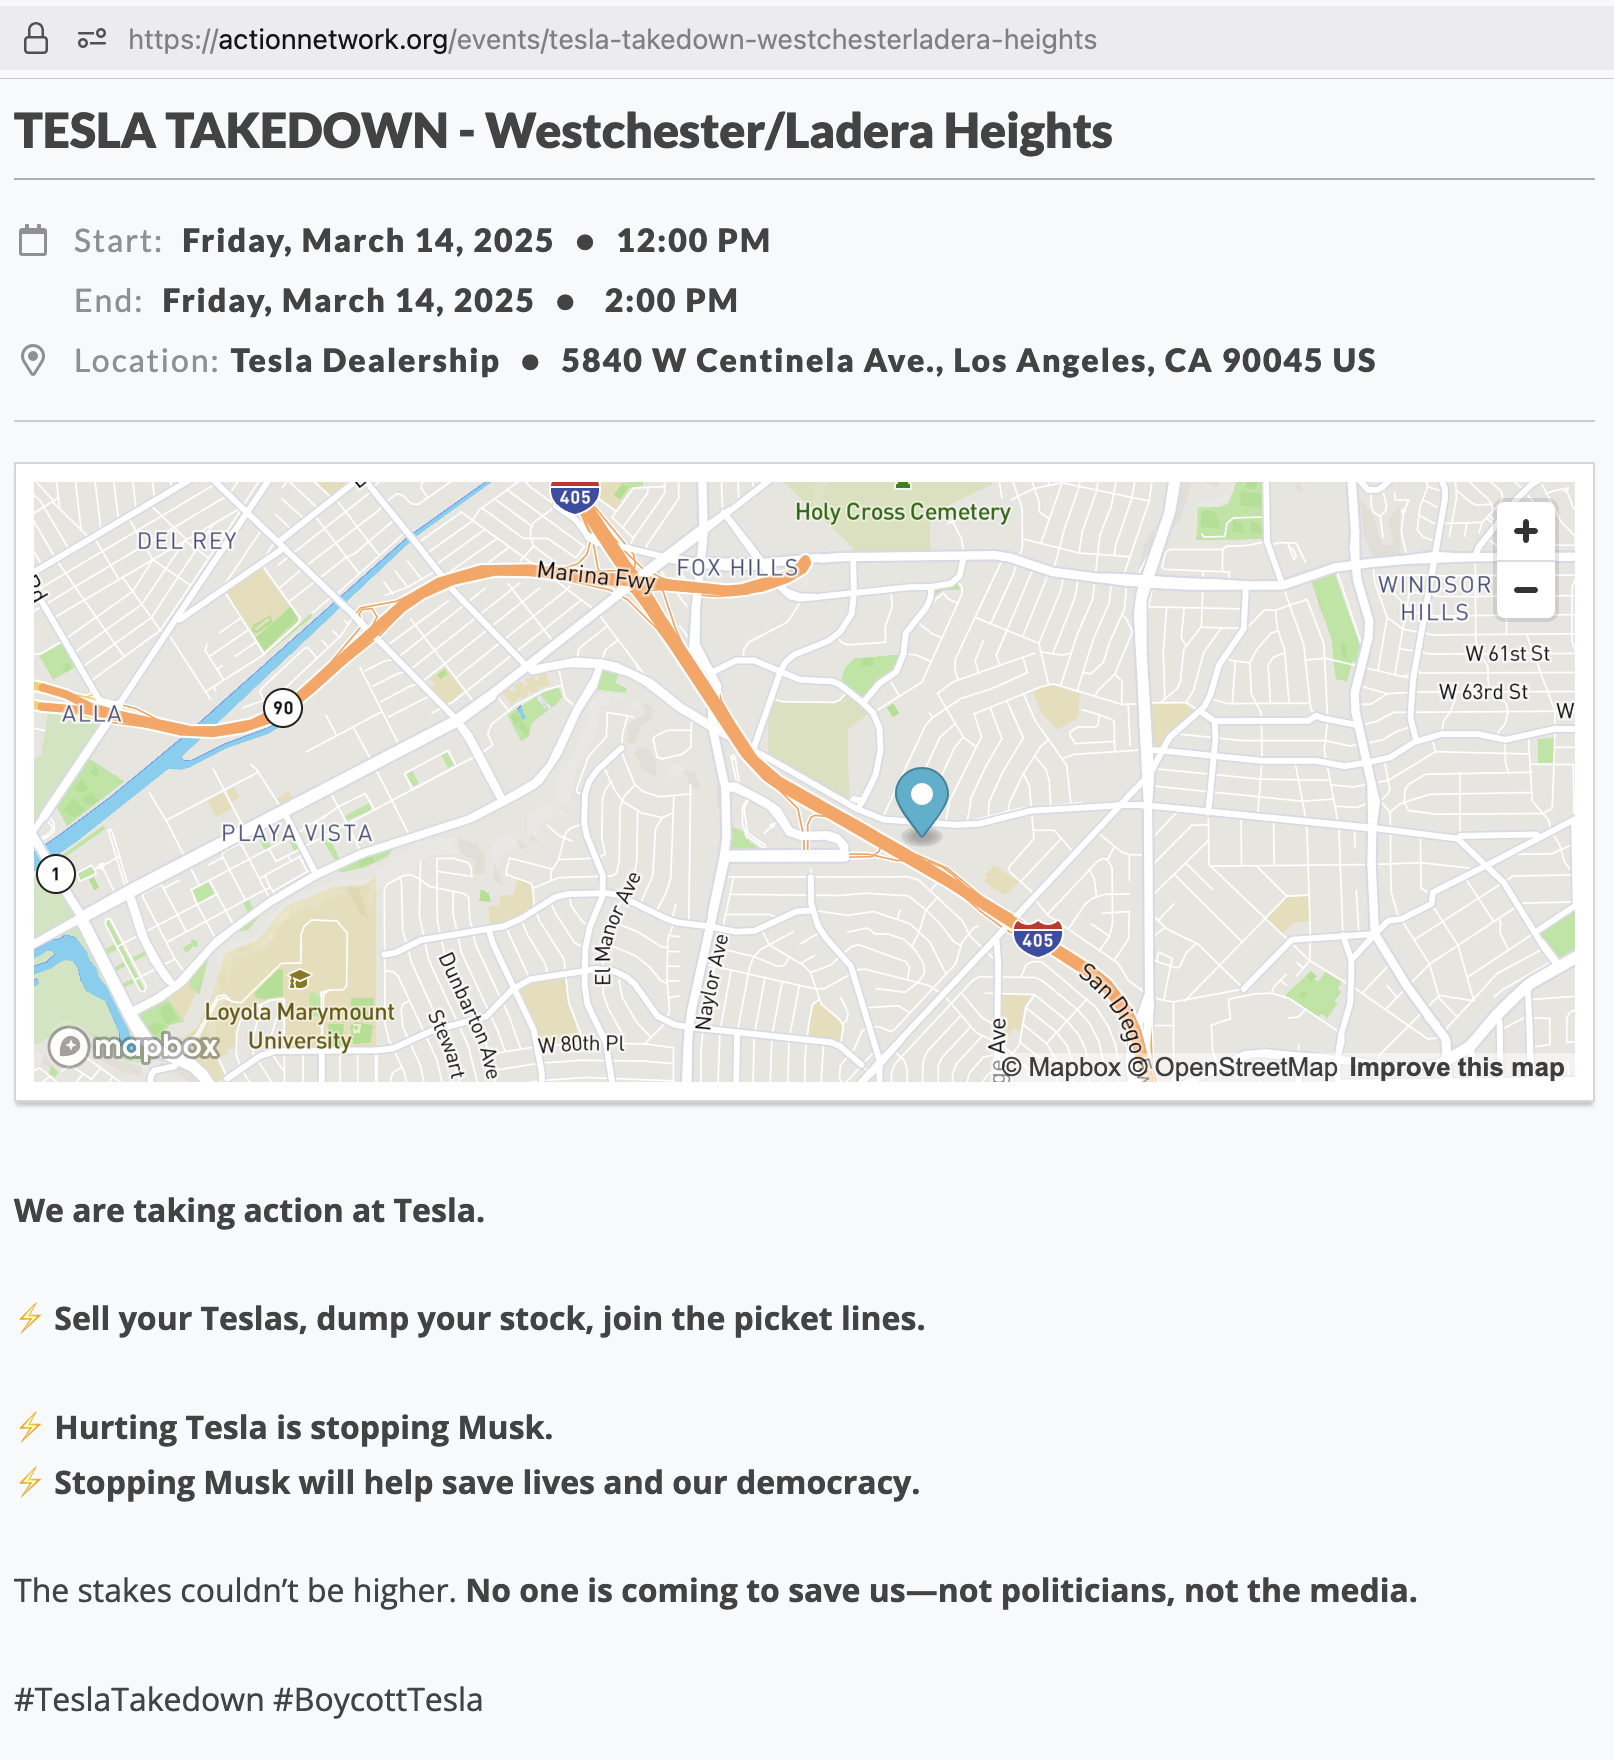 https://actionnetwork.org/events/tesla-takedown-westchesterladera-heights
TESLA TAKEDOWN - Westchester/Ladera Heights
Start: Friday, March 14, 2025 ● 12:00 PM
End: Friday, March 14, 2025 ● 2:00 PM
Location: Tesla Dealership ● 5840 W Centinela Ave., Los Angeles, CA 90045 US
405
Holy Cross Cemetery
+
DEL REY
Marina Fwy
FOX HILLS
−
WINDSOR
HILLS
W 61st St
W 63rd St
W
90
ALLA
PLAYA VISTA
1
El Manor Ave
405
Naylor Ave
Dunbarton Ave
Stewart
San Diego
Loyola Marymount
University
W 80th Pl
Ave
mapbox
© Mapbox © OpenStreetMap Improve this map
We are taking action at Tesla.
⚡ Sell your Teslas, dump your stock, join the picket lines.
⚡ Hurting Tesla is stopping Musk.
⚡ Stopping Musk will help save lives and our democracy.
The stakes couldn’t be higher. No one is coming to save us—not politicians, not the media.
#TeslaTakedown #BoycottTesla